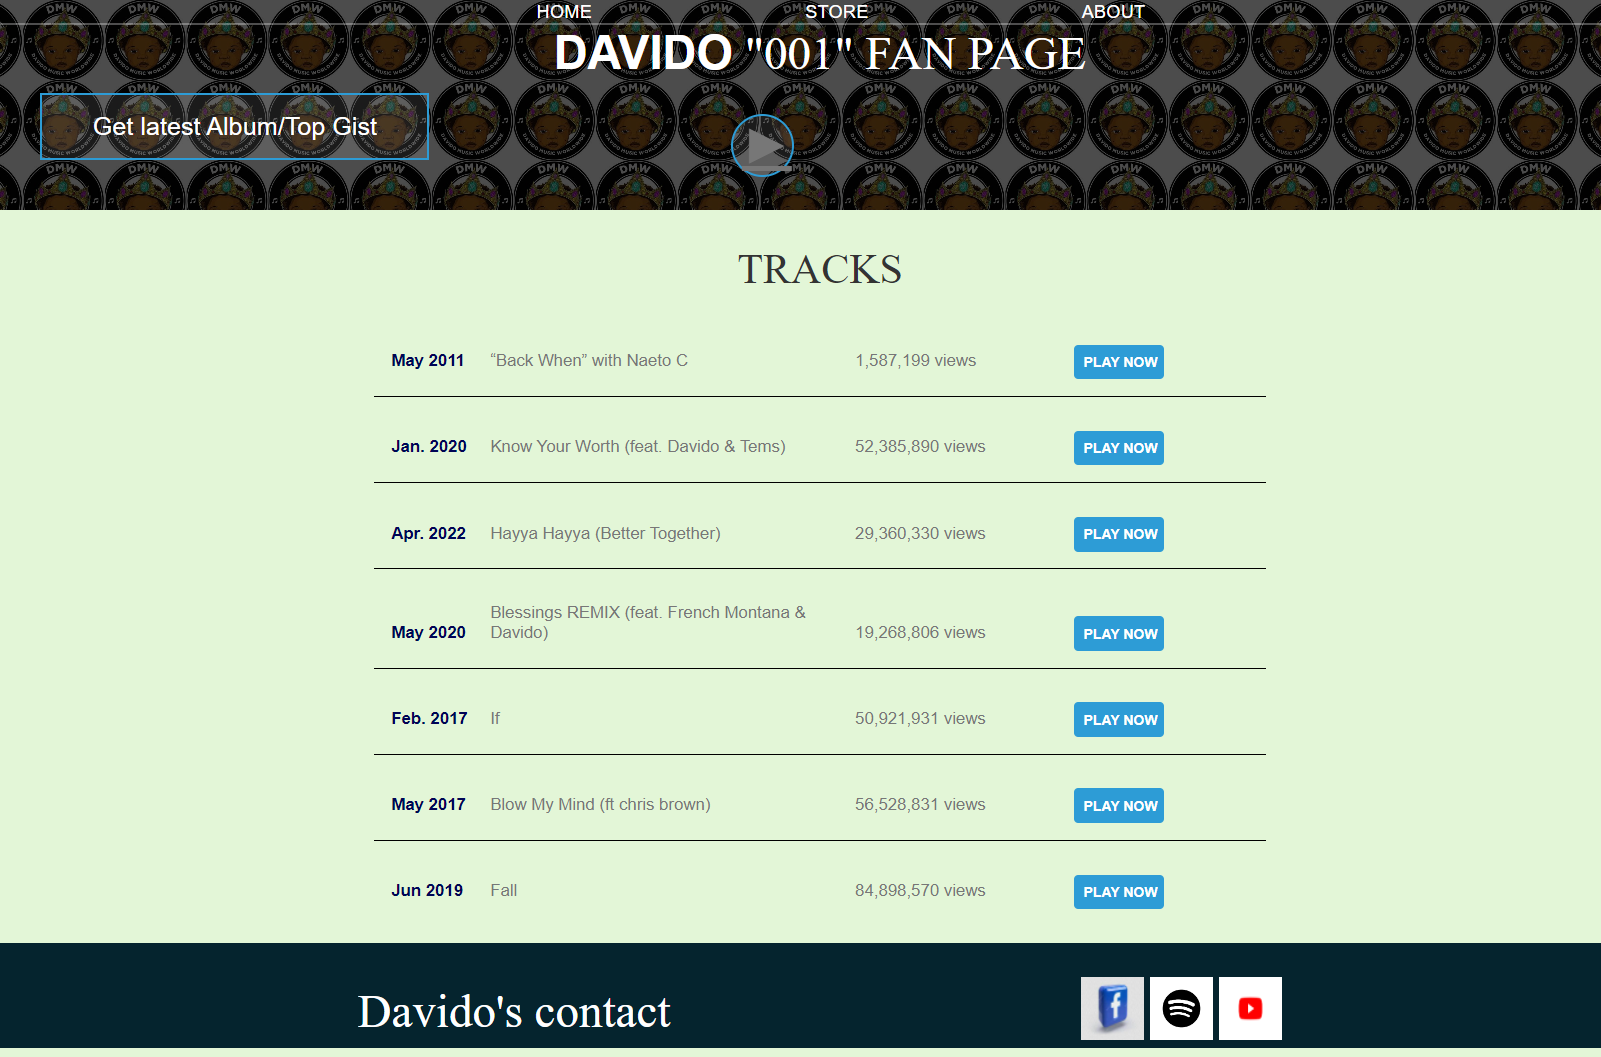 HOME STORE ABOUT
DAVIDO "001" FAN PAGE
Get latest Album/Top Gist
DMW
DAVIDO MUSIC WORLDWIDE
TRACKS
May 2011 “Back When” with Naeto C 1,587,199 views PLAY NOW
Jan. 2020 Know Your Worth (feat. Davido & Tems) 52,385,890 views PLAY NOW
Apr. 2022 Hayya Hayya (Better Together) 29,360,330 views PLAY NOW
Blessings REMIX (feat. French Montana &
May 2020 Davido) 19,268,806 views PLAY NOW
Feb. 2017 If 50,921,931 views PLAY NOW
May 2017 Blow My Mind (ft chris brown) 56,528,831 views PLAY NOW
Jun 2019 Fall 84,898,570 views PLAY NOW
Davido's contact